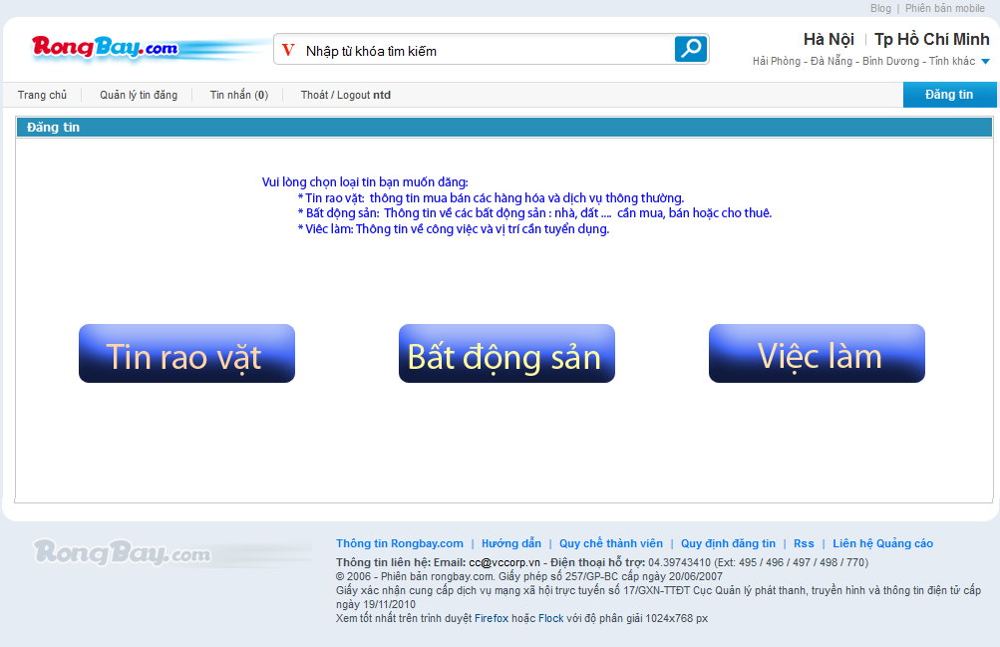 Blog | Phiên bản mobile
RongBay.com
V Nhập từ khóa tìm kiếm
Hà Nội | Tp Hồ Chí Minh
Hải Phòng - Đà Nẵng - Bình Dương - Tỉnh khác
Trang chủ
Quản lý tin đăng
Tin nhắn (0)
Thoát / Logout ntd
Đăng tin
Đăng tin
Vui lòng chọn loại tin bạn muốn đăng:
* Tin rao vặt: thông tin mua bán các hàng hóa và dịch vụ thông thường.
* Bất động sản: Thông tin về các bất động sản : nhà, đất .... cần mua, bán hoặc cho thuê.
* Viêc làm: Thông tin về công việc và vị trí cần tuyển dụng.
Tin rao vặt
Bất động sản
Việc làm
RongBay.com
Thông tin Rongbay.com | Hướng dẫn | Quy chế thành viên | Quy định đăng tin | Rss | Liên hệ Quảng cáo
Thông tin liên hệ: Email: cc@vccorp.vn - Điện thoại hỗ trợ: 04.39743410 (Ext: 495 / 496 / 497 / 498 / 770)
© 2006 - Phiên bản rongbay.com. Giấy phép số 257/GP-BC cấp ngày 20/06/2007
Giấy xác nhận cung cấp dịch vụ mạng xã hội trực tuyến số 17/GXN-TTĐT Cục Quản lý phát thanh, truyền hình và thông tin điện tử cấp
ngày 19/11/2010
Xem tốt nhất trên trình duyệt Firefox hoặc Flock với độ phân giải 1024x768 px